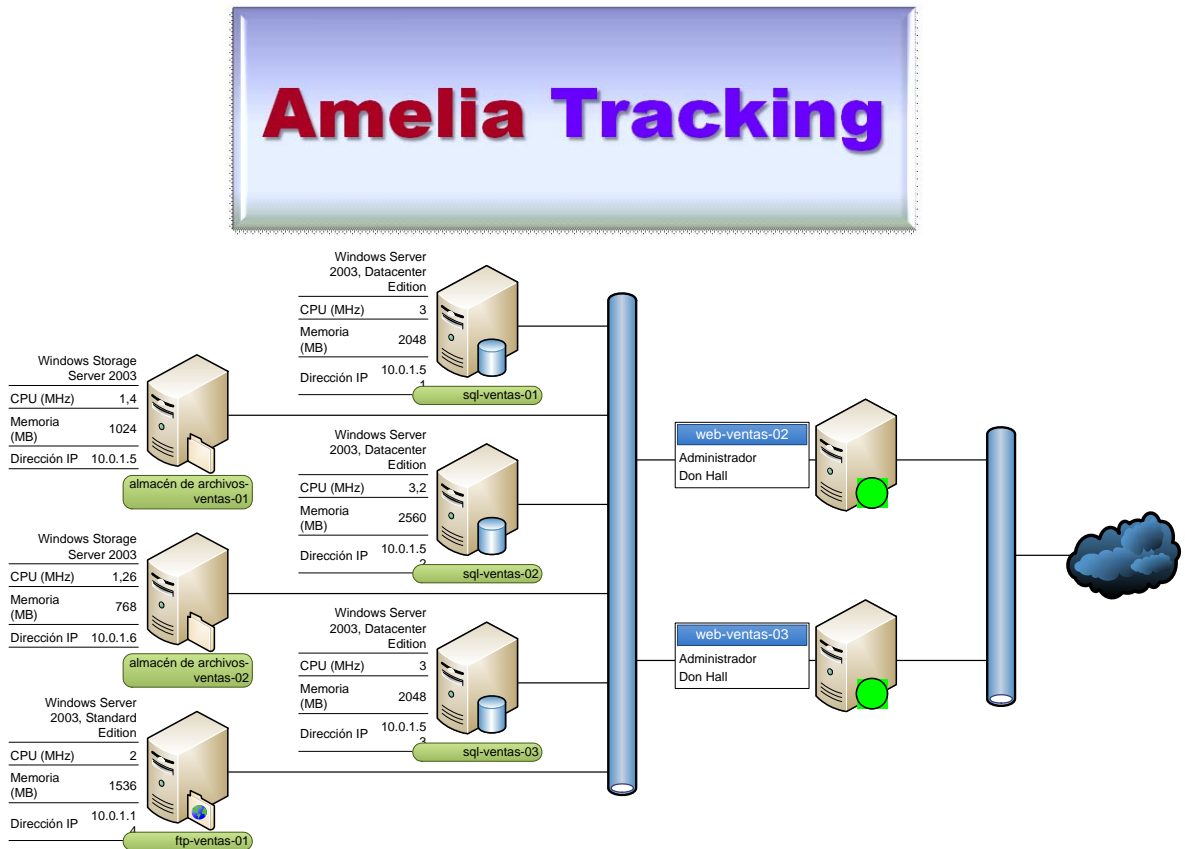 Amelia Tracking
Windows Server
2003, Datacenter
Edition
CPU (MHz) 3
Memoria
(MB) 2048
Dirección IP 10.0.1.5
1
sql-ventas-01
Windows Storage
Server 2003
CPU (MHz) 1,4
Memoria
(MB) 1024
Dirección IP 10.0.1.5
almacén de archivos-
ventas-01
Windows Server
2003, Datacenter
Edition
CPU (MHz) 3,2
Memoria
(MB) 2560
Dirección IP 10.0.1.5
2
sql-ventas-02
web-ventas-02
Administrador
Don Hall
Windows Storage
Server 2003
CPU (MHz) 1,26
Memoria
(MB) 768
Dirección IP 10.0.1.6
almacén de archivos-
ventas-02
Windows Server
2003, Datacenter
Edition
CPU (MHz) 3
Memoria
(MB) 2048
Dirección IP 10.0.1.5
3
sql-ventas-03
web-ventas-03
Administrador
Don Hall
Windows Server
2003, Standard
Edition
CPU (MHz) 2
Memoria
(MB) 1536
Dirección IP 10.0.1.1
4
ftp-ventas-01